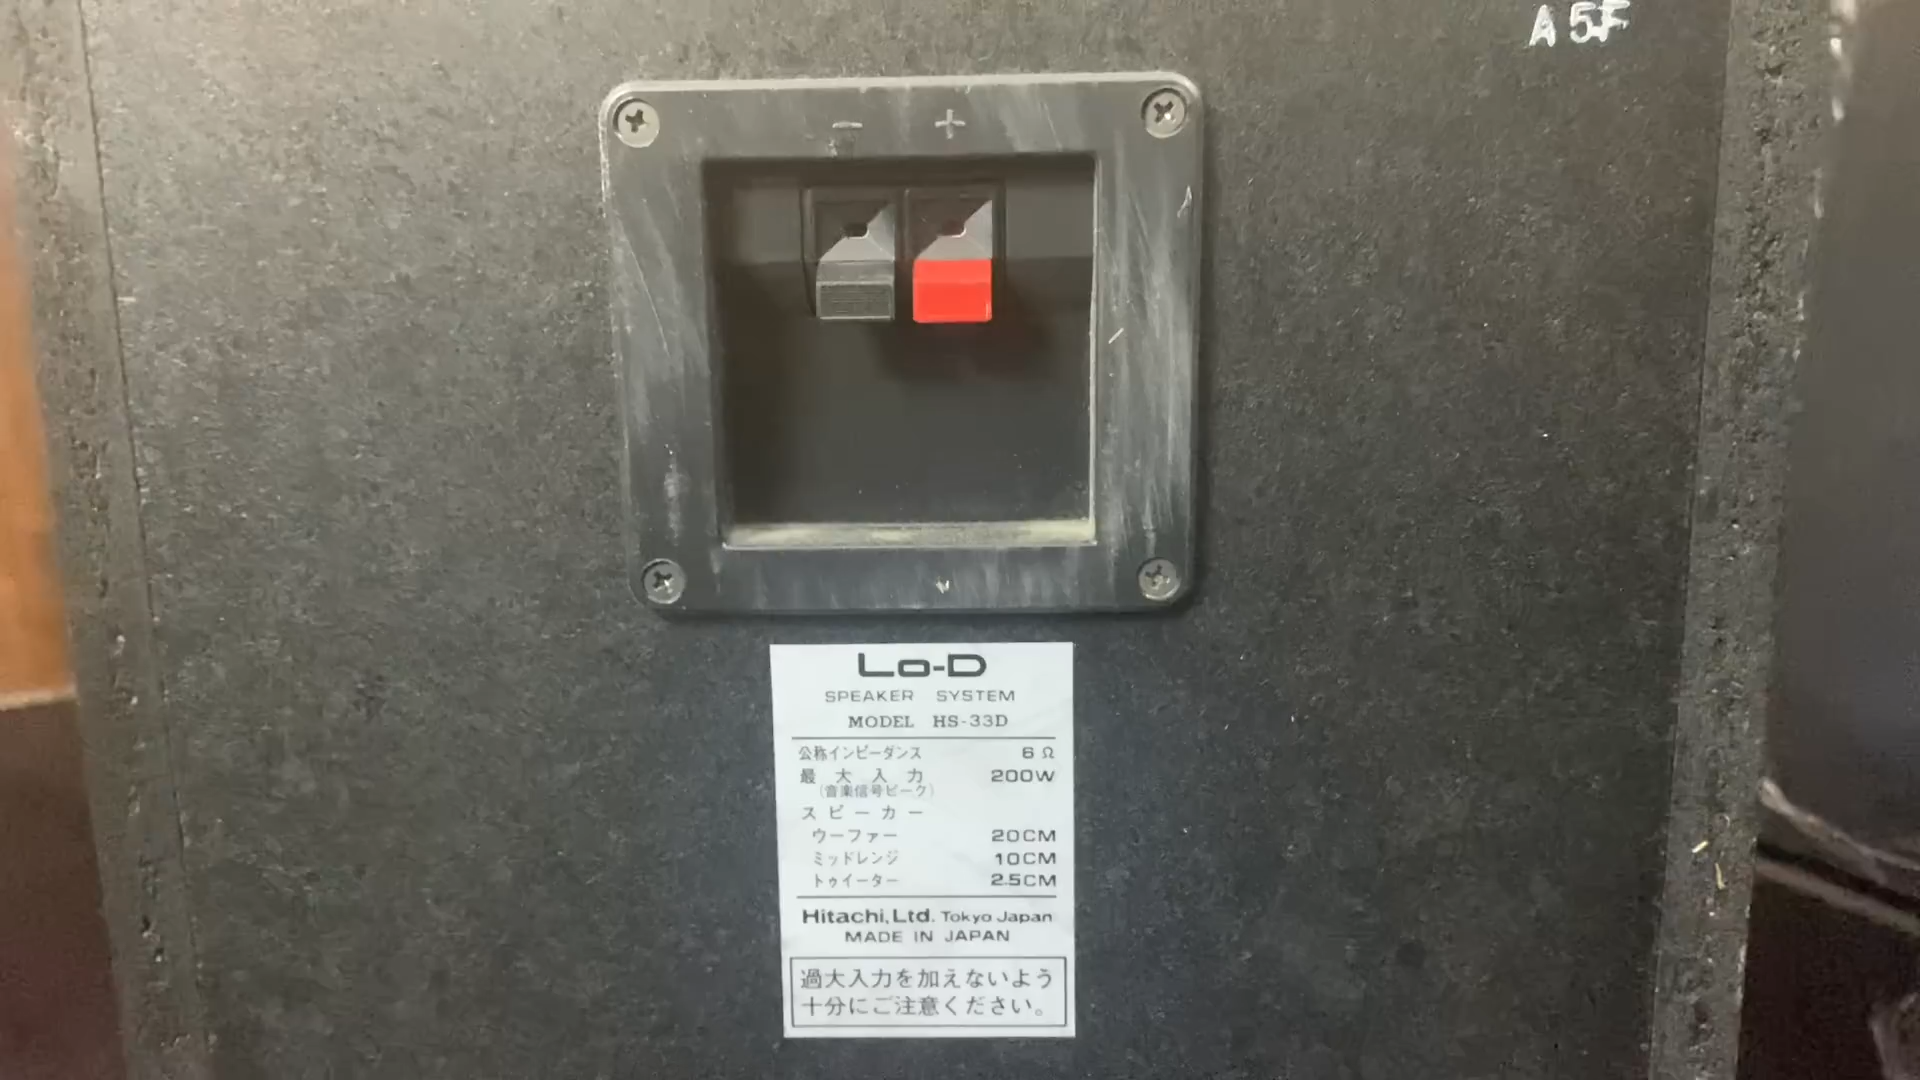 A 5F
− +
Lo-D
SPEAKER SYSTEM
MODEL HS-33D
公称インピーダンス 6Ω
最大入力 200W
(音楽信号ピーク)
スピーカー
ウーファー 20CM
ミッドレンジ 10CM
トゥイーター 2.5CM
Hitachi, Ltd. Tokyo Japan
MADE IN JAPAN
過大入力を加えないよう
十分にご注意ください。